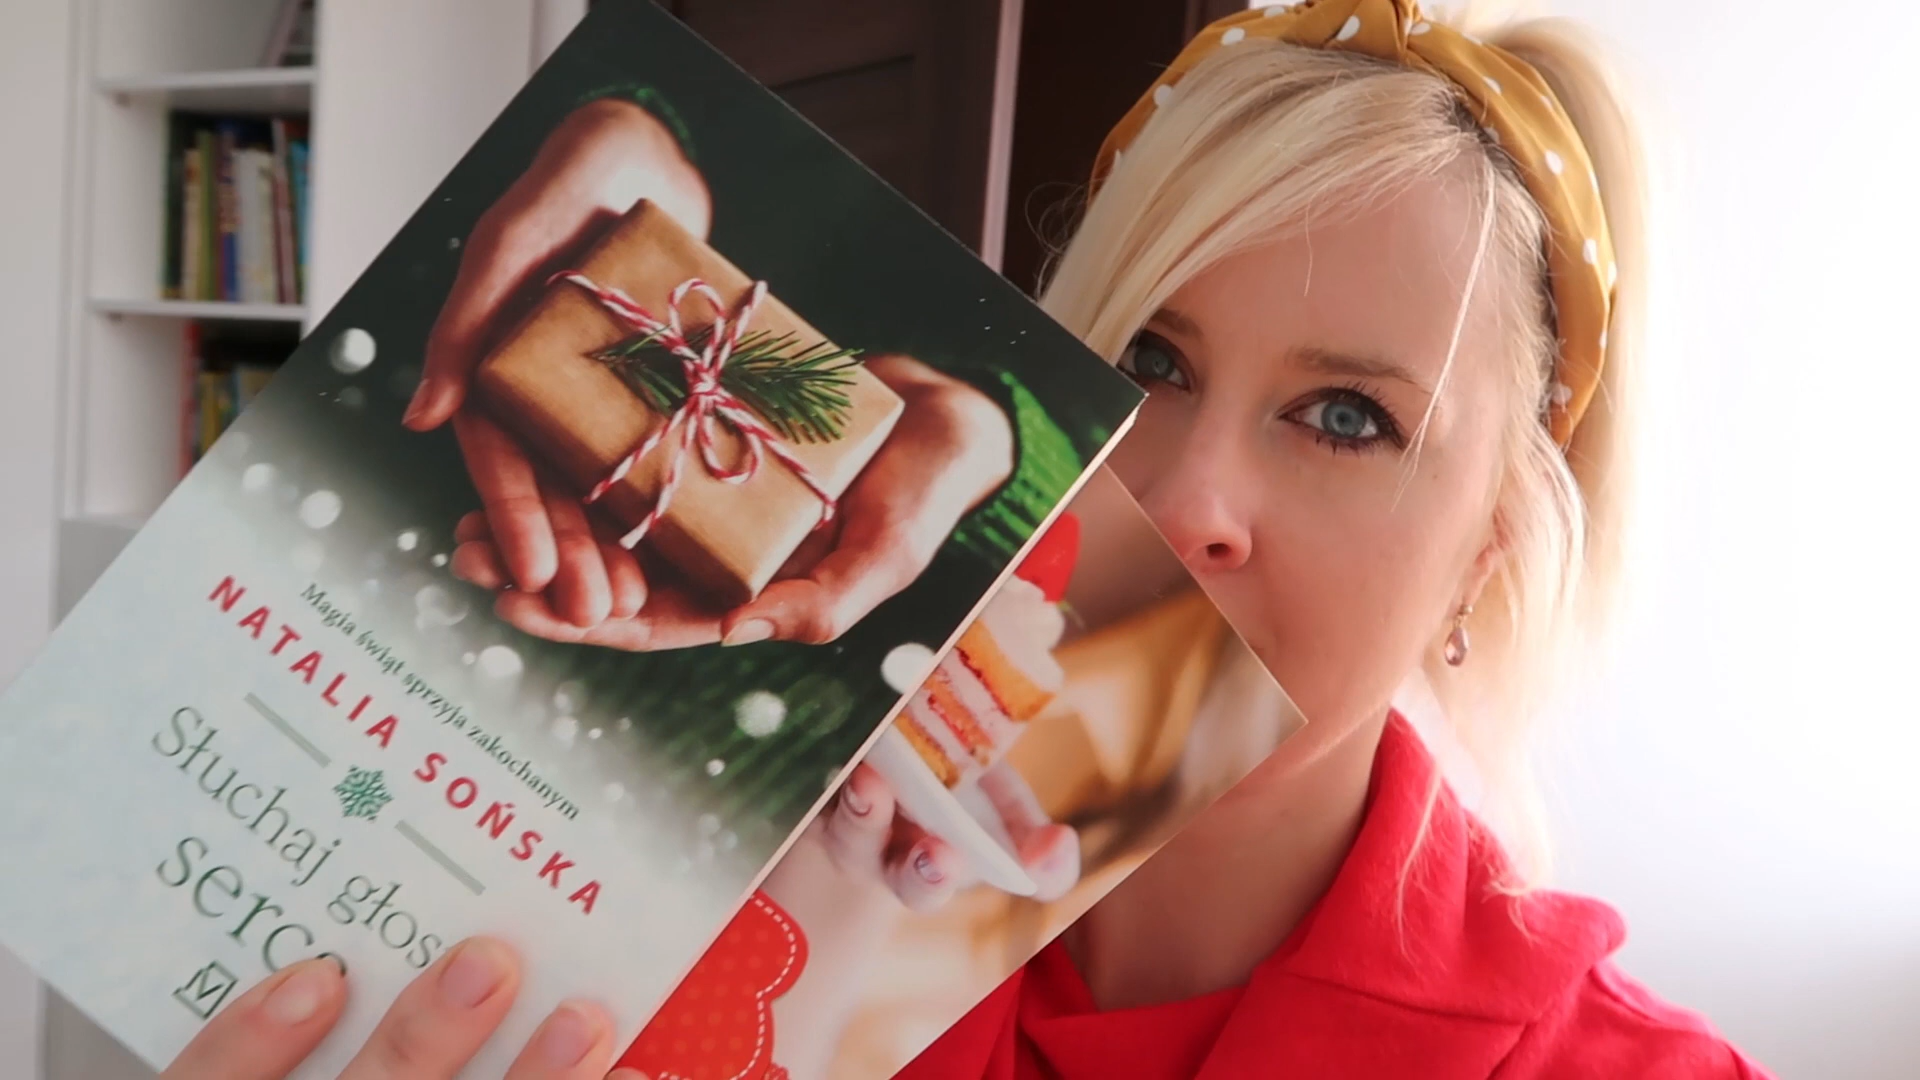 Magia świąt sprzyja zakochanym
NATALIA SOŃSKA
Słuchaj głosu
serca